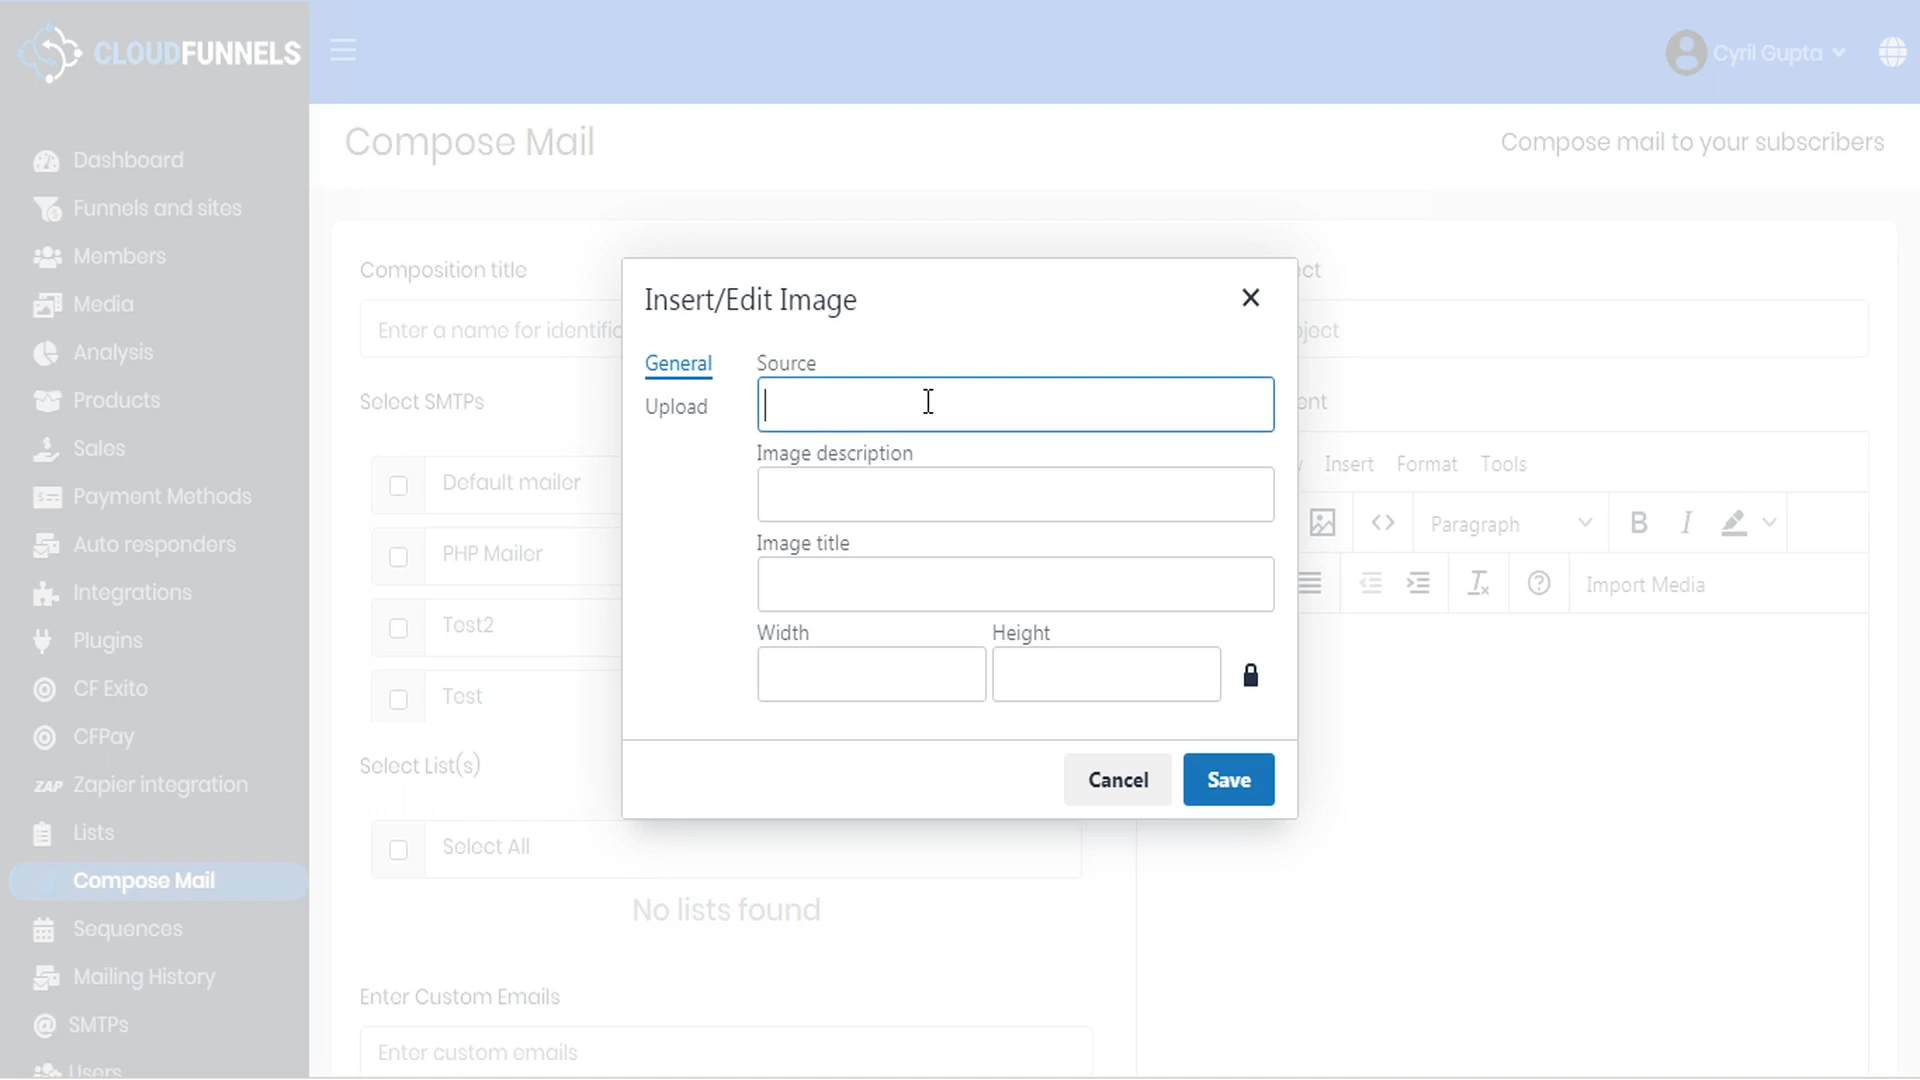 CLOUDFUNNELS
Cyril Gupta
Dashboard
Funnels and sites
Members
Media
Analysis
Products
Sales
Payment Methods
Auto responders
Integrations
Plugins
CF Exito
CFPay
ZAP Zapier integration
Lists
Compose Mail
Sequences
Mailing History
SMTPs
Users
Compose Mail
Compose mail to your subscribers
Composition title
Enter a name for identific
Select SMTPs
Default mailer
PHP Mailer
Test2
Test
Select List(s)
Select All
No lists found
Enter Custom Emails
Enter custom emails
Insert/Edit Image
General
Upload
Source
Image description
Image title
Width
Height
Cancel
Save
Insert Format Tools
Paragraph
B I
Import Media